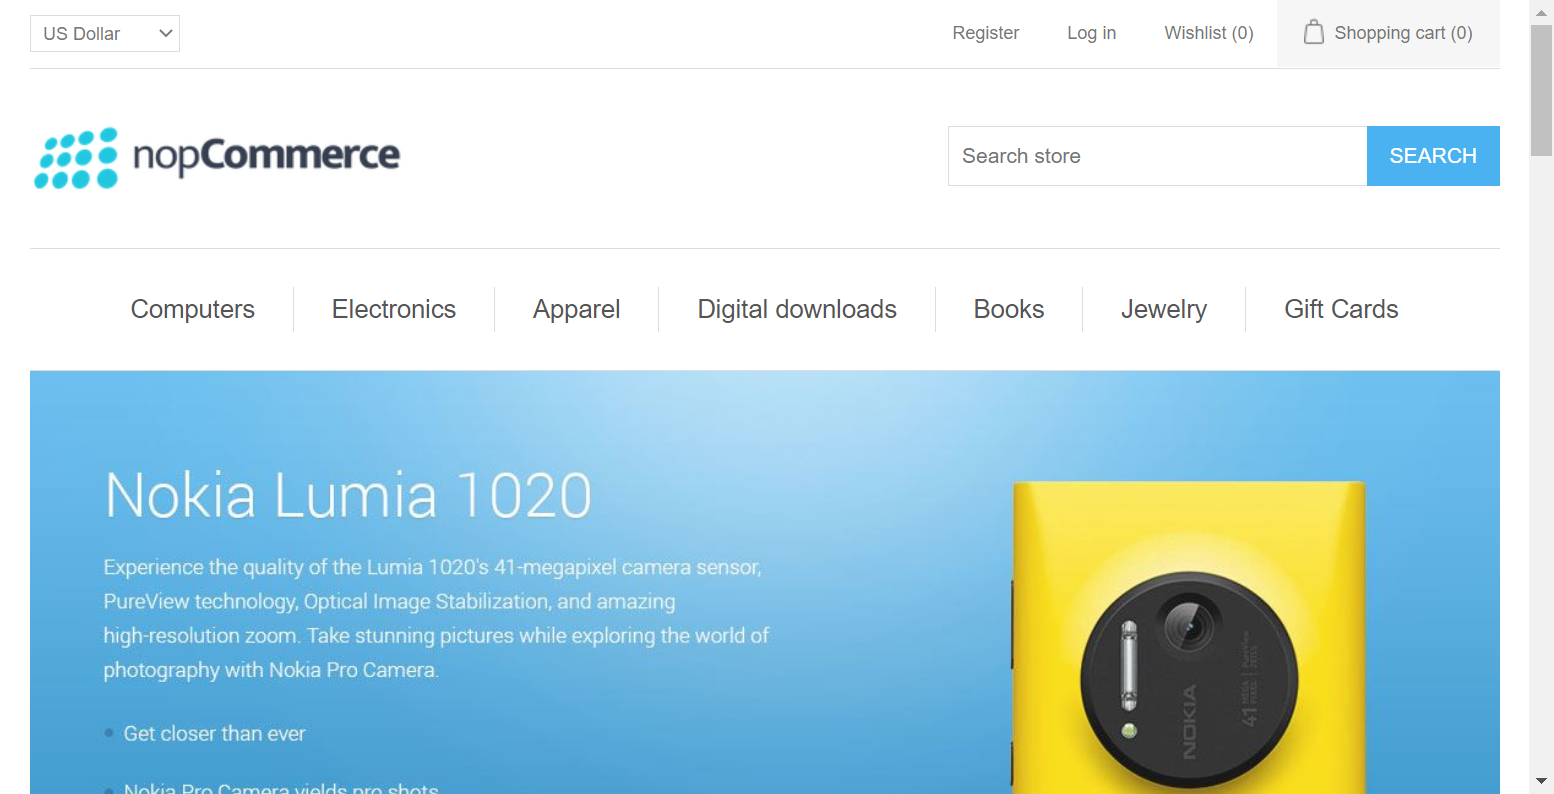 US Dollar
Register
Log in
Wishlist (0)
Shopping cart (0)
nopCommerce
Search store
SEARCH
Computers
Electronics
Apparel
Digital downloads
Books
Jewelry
Gift Cards
Nokia Lumia 1020
Experience the quality of the Lumia 1020's 41-megapixel camera sensor,
PureView technology, Optical Image Stabilization, and amazing
high-resolution zoom. Take stunning pictures while exploring the world of
photography with Nokia Pro Camera.
Get closer than ever
Nokia Pro Camera yields pro shots
NOKIA
41 MEGA PIXEL
PureView
ZEISS